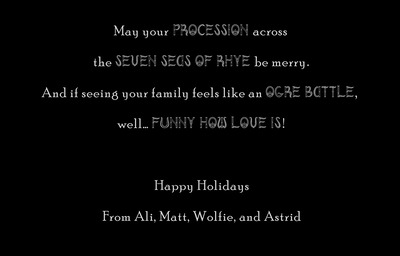 May your PROCESSION across
the SEVEN SEAS OF RHYE be merry.
And if seeing your family feels like an OGRE BATTLE,
well... FUNNY HOW LOVE IS!
Happy Holidays
From Ali, Matt, Wolfie, and Astrid